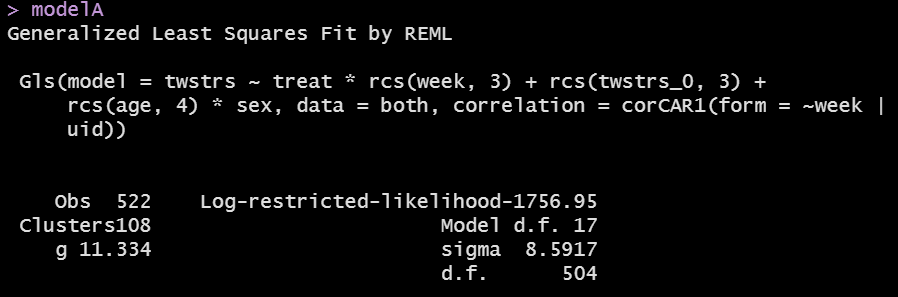 > modelA
Generalized Least Squares Fit by REML
Gls(model = twstrs ~ treat * rcs(week, 3) + rcs(twstrs_0, 3) +
rcs(age, 4) * sex, data = both, correlation = corCAR1(form = ~week |
uid))
Obs 522 Log-restricted-likelihood-1756.95
Clusters108 Model d.f. 17
g 11.334 sigma 8.5917
d.f. 504